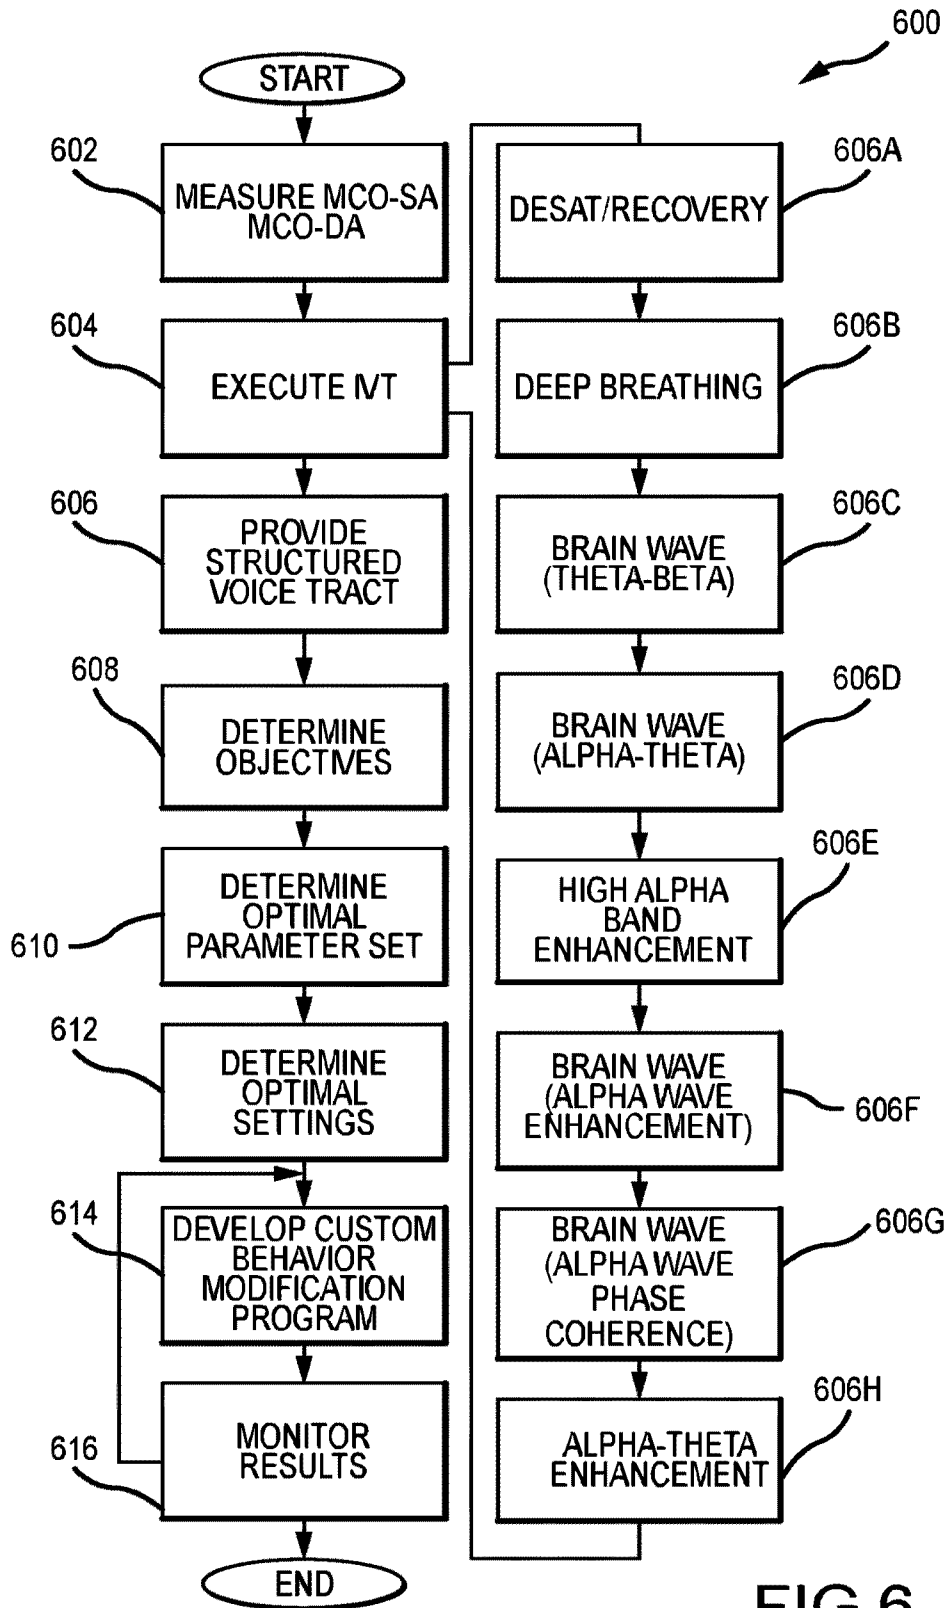 600
START
602
MEASURE MCO-SA
MCO-DA
604
EXECUTE IVT
606
PROVIDE
STRUCTURED
VOICE TRACT
608
DETERMINE
OBJECTIVES
610
DETERMINE
OPTIMAL
PARAMETER SET
612
DETERMINE
OPTIMAL
SETTINGS
614
DEVELOP CUSTOM
BEHAVIOR
MODIFICATION
PROGRAM
616
MONITOR
RESULTS
END
606A
DESAT/RECOVERY
606B
DEEP BREATHING
606C
BRAIN WAVE
(THETA-BETA)
606D
BRAIN WAVE
(ALPHA-THETA)
606E
HIGH ALPHA
BAND
ENHANCEMENT
606F
BRAIN WAVE
(ALPHA WAVE
ENHANCEMENT)
606G
BRAIN WAVE
(ALPHA WAVE
PHASE
COHERENCE)
606H
ALPHA-THETA
ENHANCEMENT
FIG.6